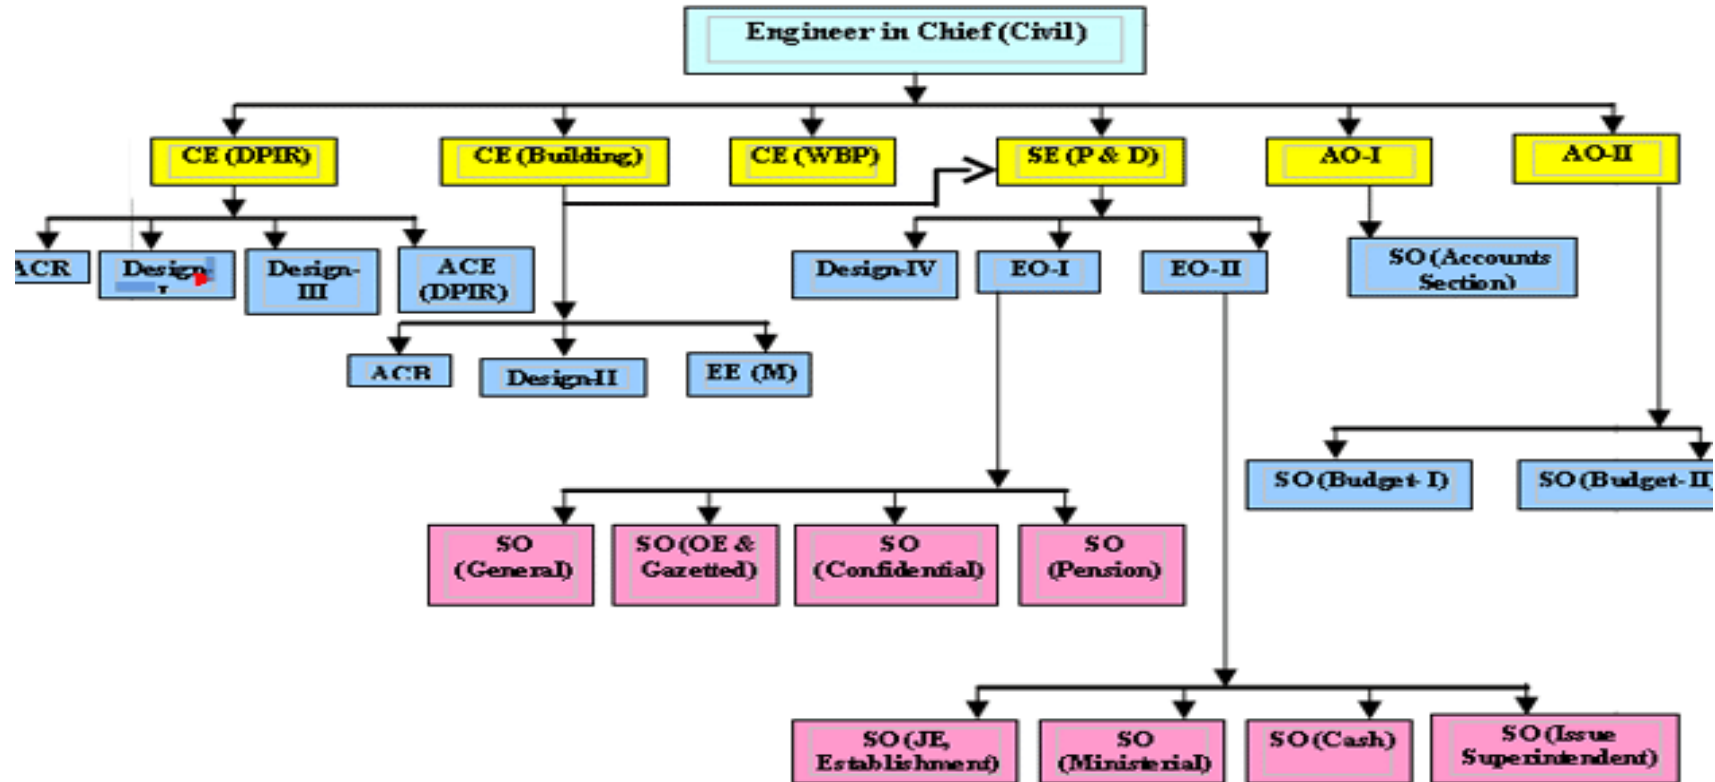 Engineer in Chief (Civil)
CE (DPIR)
CE (Building)
CE (WBP)
SE (P & D)
AO-I
AO-II
ACR
Design-
Design-
III
ACE
(DPIR)
Design-IV
EO-I
EO-II
SO (Accounts
Section)
ACB
Design-II
EE (M)
SO (Budget- I)
SO (Budget- II)
SO
(General)
SO (OE &
Gazetted)
SO
(Confidential)
SO
(Pension)
SO (JE,
Establishment)
SO
(Ministerial)
SO (Cash)
SO (Issue
Superintendent)